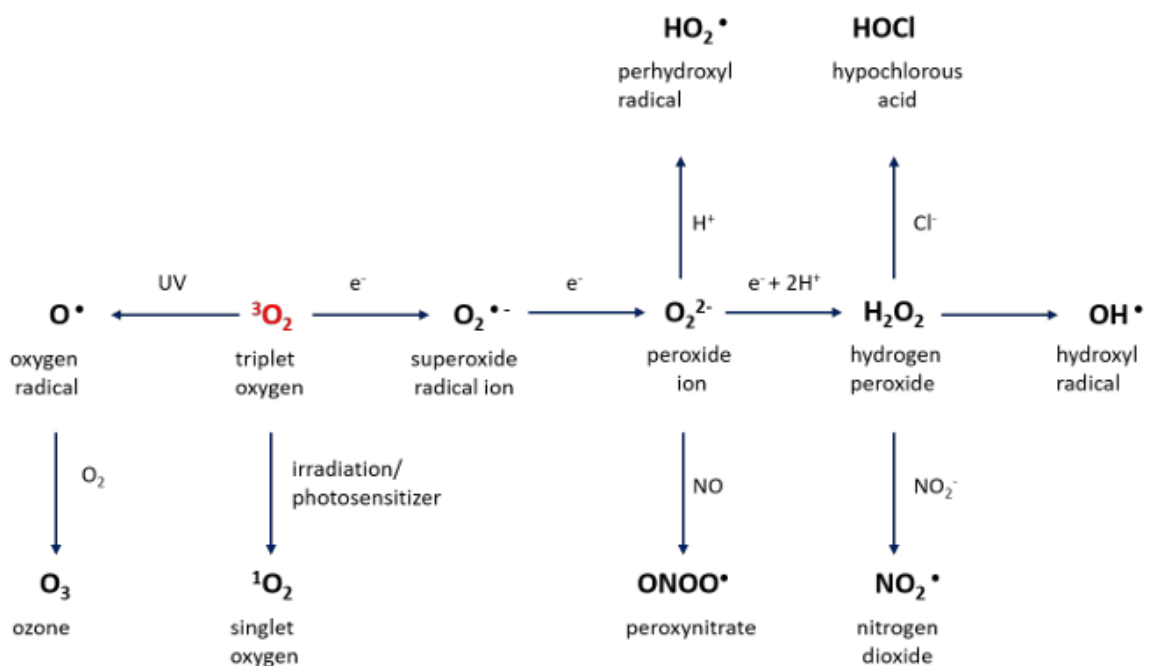 HO₂• HOCl
perhydroxyl hypochlorous
radical acid
H⁺ Cl⁻
UV e⁻ e⁻ e⁻ + 2H⁺
O• ³O₂ O₂•⁻ O₂²⁻ H₂O₂ OH•
oxygen triplet superoxide peroxide hydrogen hydroxyl
radical oxygen radical ion ion peroxide radical
O₂ irradiation/ NO NO₂⁻
photosensitizer
O₃ ¹O₂ ONOO• NO₂•
ozone singlet peroxynitrate nitrogen
oxygen dioxide